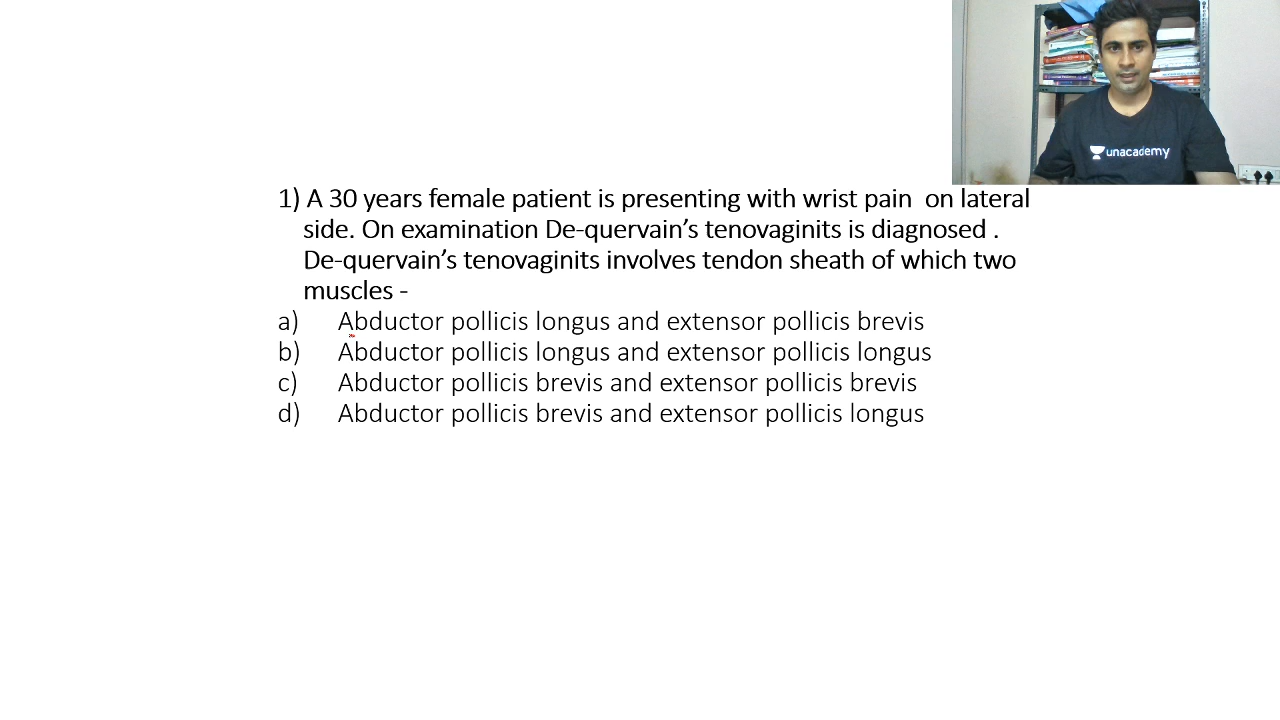 unacademy
1) A 30 years female patient is presenting with wrist pain on lateral
side. On examination De-quervain’s tenovaginits is diagnosed .
De-quervain’s tenovaginits involves tendon sheath of which two
muscles -
a) Abductor pollicis longus and extensor pollicis brevis
b) Abductor pollicis longus and extensor pollicis longus
c) Abductor pollicis brevis and extensor pollicis brevis
d) Abductor pollicis brevis and extensor pollicis longus